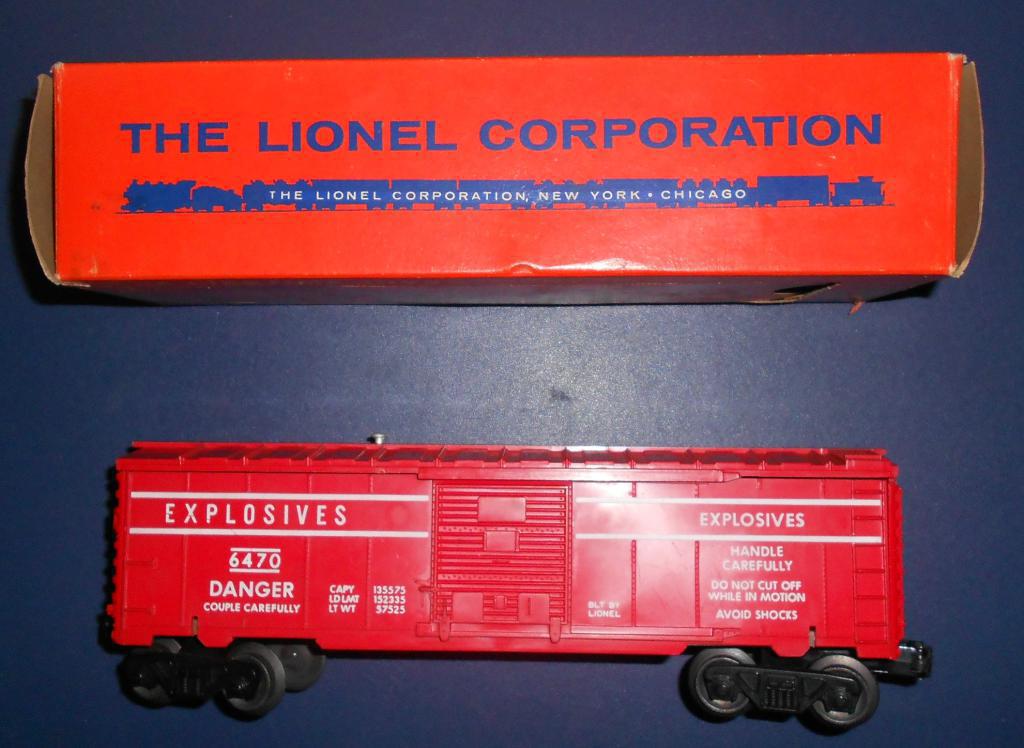 THE LIONEL CORPORATION
THE LIONEL CORPORATION, NEW YORK • CHICAGO
EXPLOSIVES
6470
DANGER
COUPLE CAREFULLY
CAPY 135575
LD LMT 152335
LT WT 57525
BLT BY
LIONEL
EXPLOSIVES
HANDLE
CAREFULLY
DO NOT CUT OFF
WHILE IN MOTION
AVOID SHOCKS